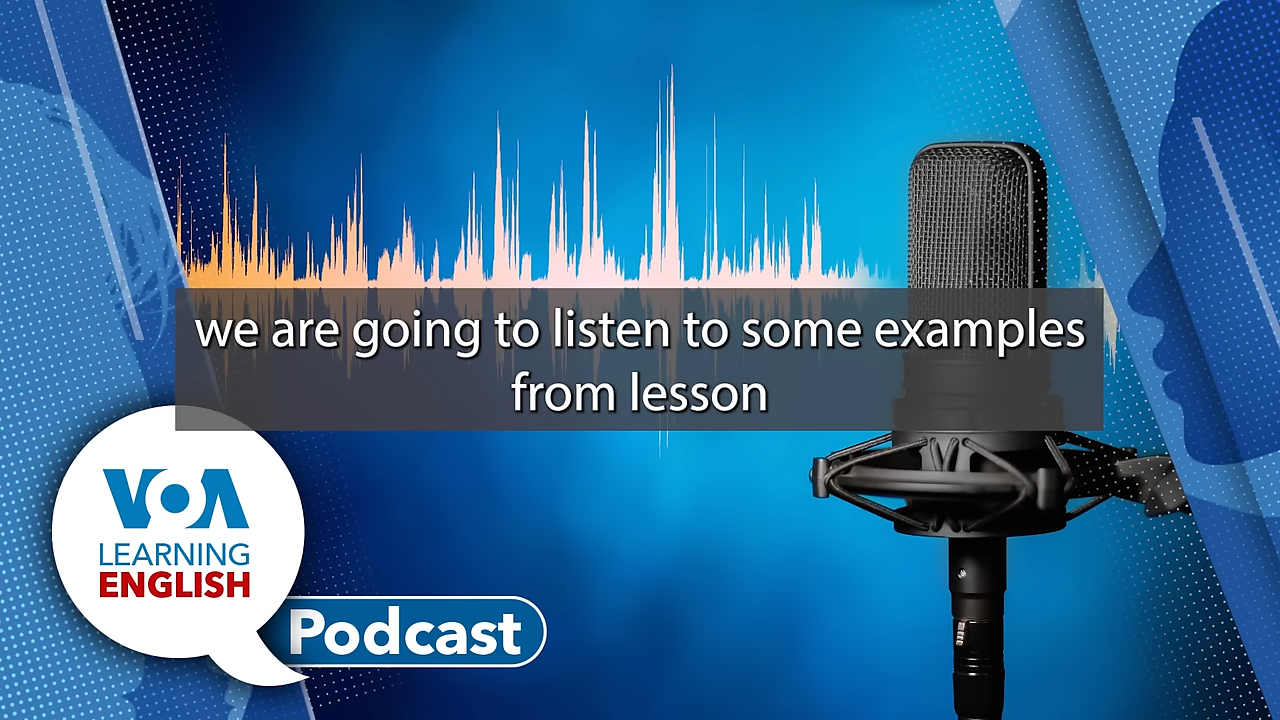 we are going to listen to some examples
from lesson
VOA
LEARNING
ENGLISH
Podcast